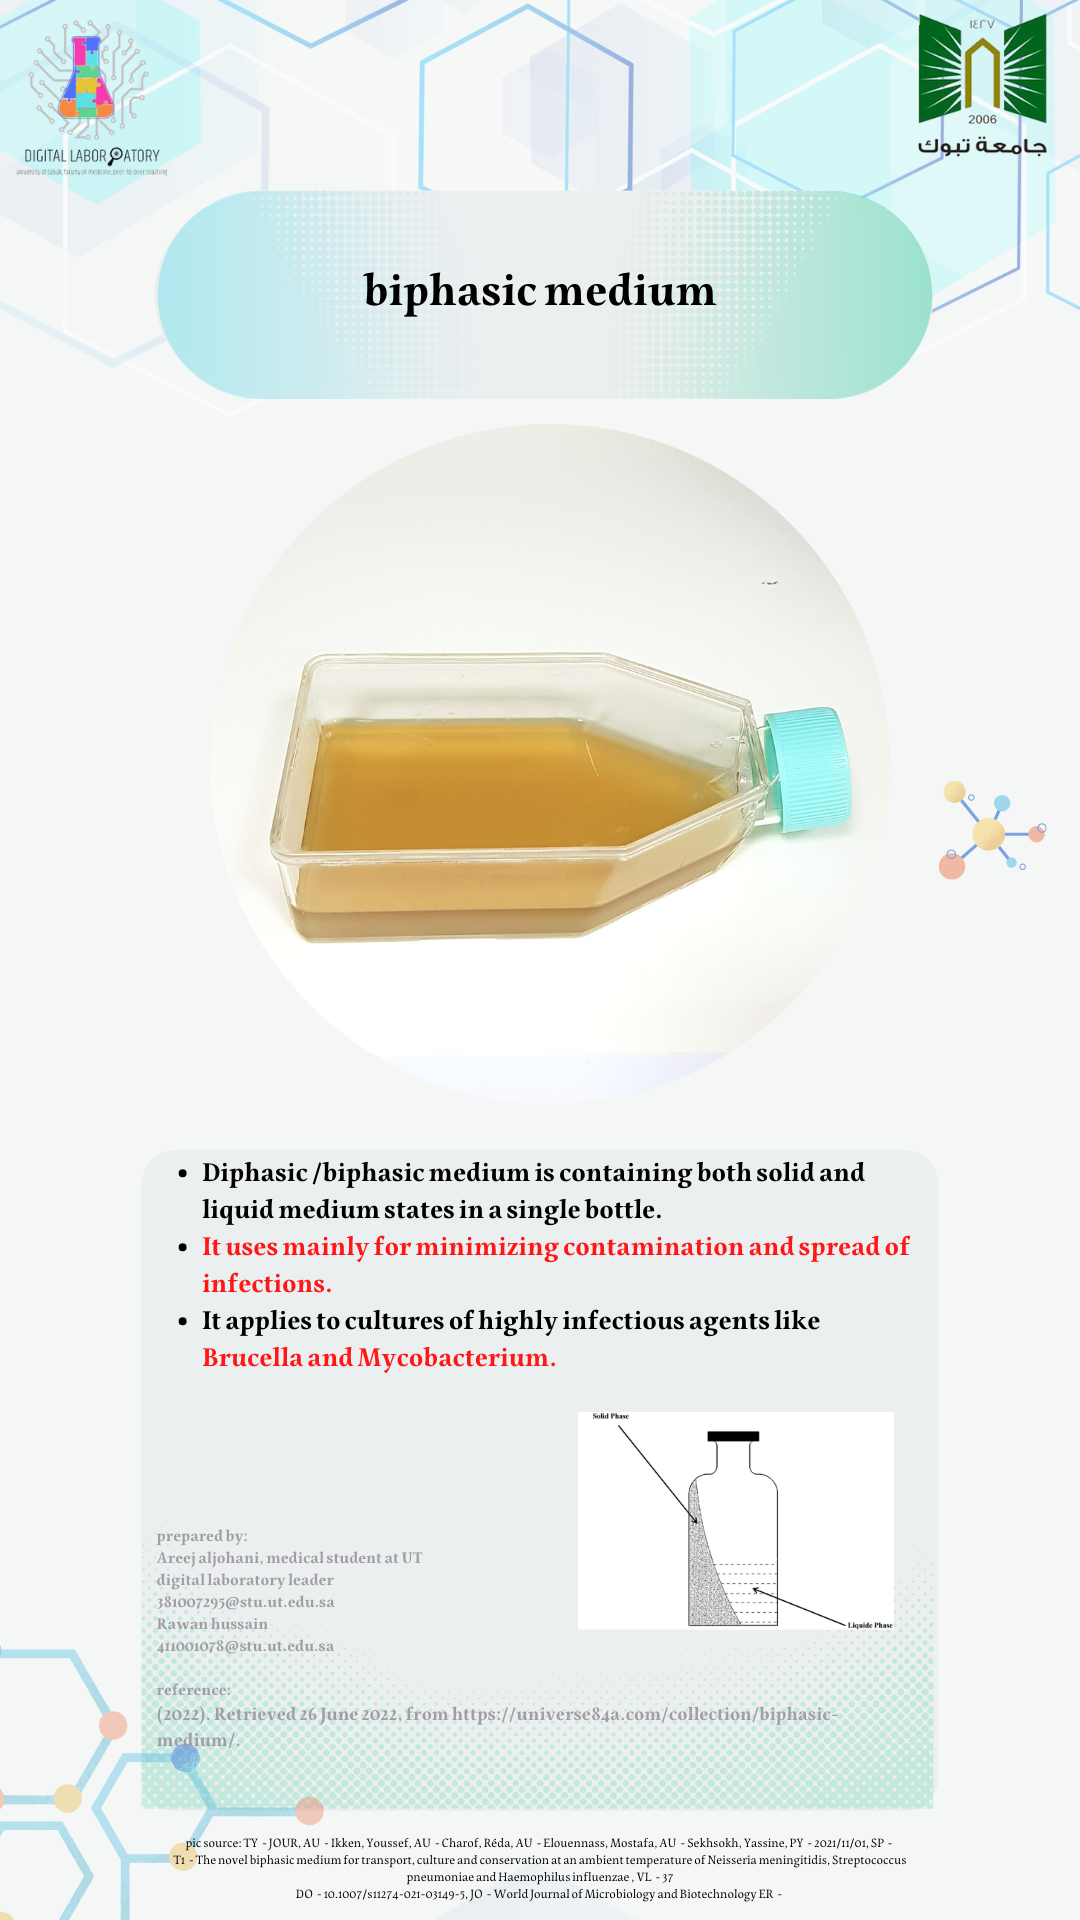 DIGITAL LABORATORY
university of tabuk, faculty of medicine, peer-to-peer teaching
١٤٢٧
2006
جامعة تبوك
biphasic medium
Diphasic /biphasic medium is containing both solid and
liquid medium states in a single bottle.
It uses mainly for minimizing contamination and spread of
infections.
It applies to cultures of highly infectious agents like
Brucella and Mycobacterium.
Solid Phase
Liquide Phase
prepared by:
Areej aljohani, medical student at UT
digital laboratory leader
381007295@stu.ut.edu.sa
Rawan hussain
411001078@stu.ut.edu.sa
reference:
(2022). Retrieved 26 June 2022, from https://universe84a.com/collection/biphasic-
medium/.
pic source: TY - JOUR, AU - Ikken, Youssef, AU - Charof, Réda, AU - Elouennass, Mostafa, AU - Sekhsokh, Yassine, PY - 2021/11/01, SP -
T1 - The novel biphasic medium for transport, culture and conservation at an ambient temperature of Neisseria meningitidis, Streptococcus
pneumoniae and Haemophilus influenzae , VL - 37
DO - 10.1007/s11274-021-03149-5, JO - World Journal of Microbiology and Biotechnology ER -